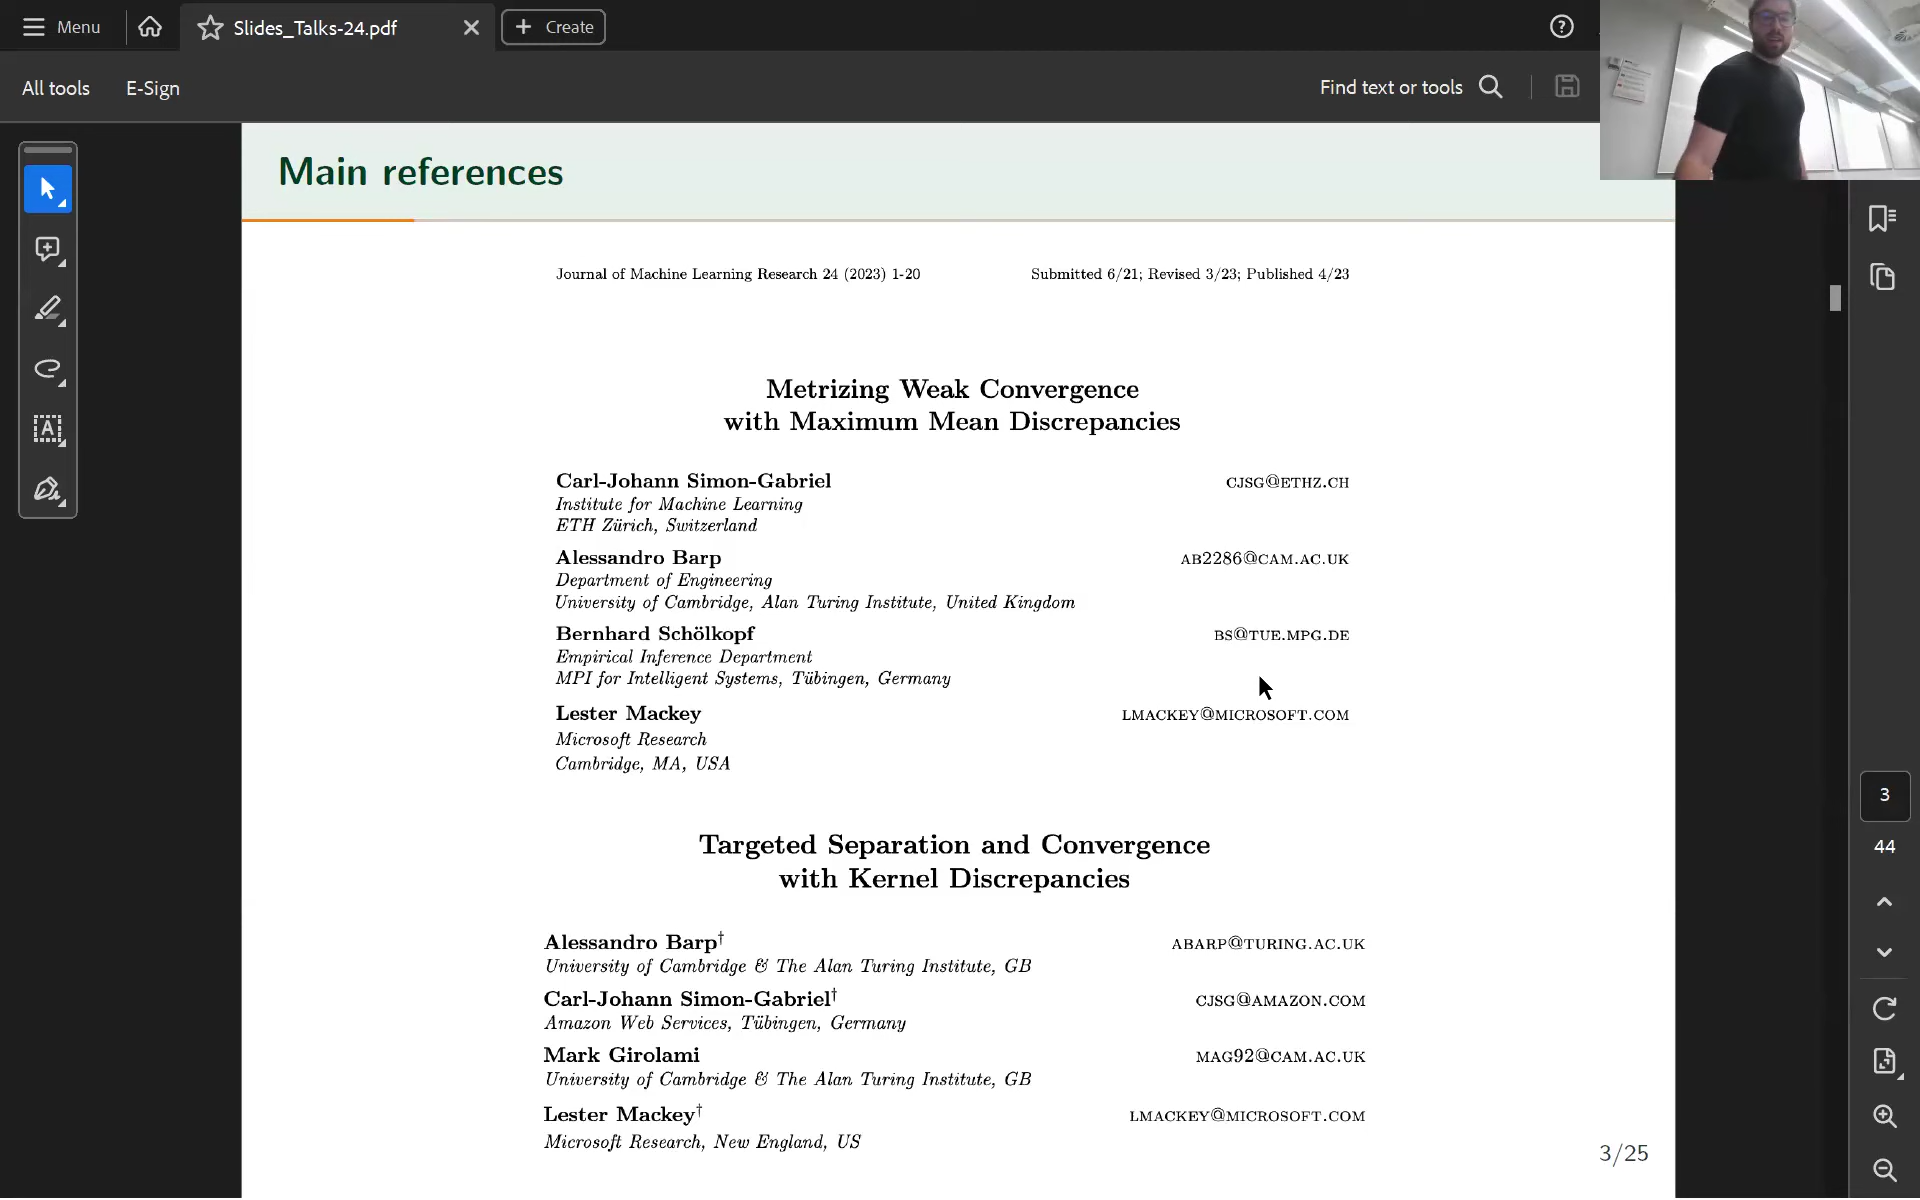 Menu
Slides_Talks-24.pdf
Create
All tools
E-Sign
Find text or tools
Main references
Journal of Machine Learning Research 24 (2023) 1-20
Submitted 6/21; Revised 3/23; Published 4/23
Metrizing Weak Convergence
with Maximum Mean Discrepancies
Carl-Johann Simon-Gabriel
CJSG@ETHZ.CH
Institute for Machine Learning
ETH Zürich, Switzerland
Alessandro Barp
AB2286@CAM.AC.UK
Department of Engineering
University of Cambridge, Alan Turing Institute, United Kingdom
Bernhard Schölkopf
BS@TUE.MPG.DE
Empirical Inference Department
MPI for Intelligent Systems, Tübingen, Germany
Lester Mackey
LMACKEY@MICROSOFT.COM
Microsoft Research
Cambridge, MA, USA
Targeted Separation and Convergence
with Kernel Discrepancies
Alessandro Barp†
ABARP@TURING.AC.UK
University of Cambridge & The Alan Turing Institute, GB
Carl-Johann Simon-Gabriel†
CJSG@AMAZON.COM
Amazon Web Services, Tübingen, Germany
Mark Girolami
MAG92@CAM.AC.UK
University of Cambridge & The Alan Turing Institute, GB
Lester Mackey†
LMACKEY@MICROSOFT.COM
Microsoft Research, New England, US
3/25
3
44